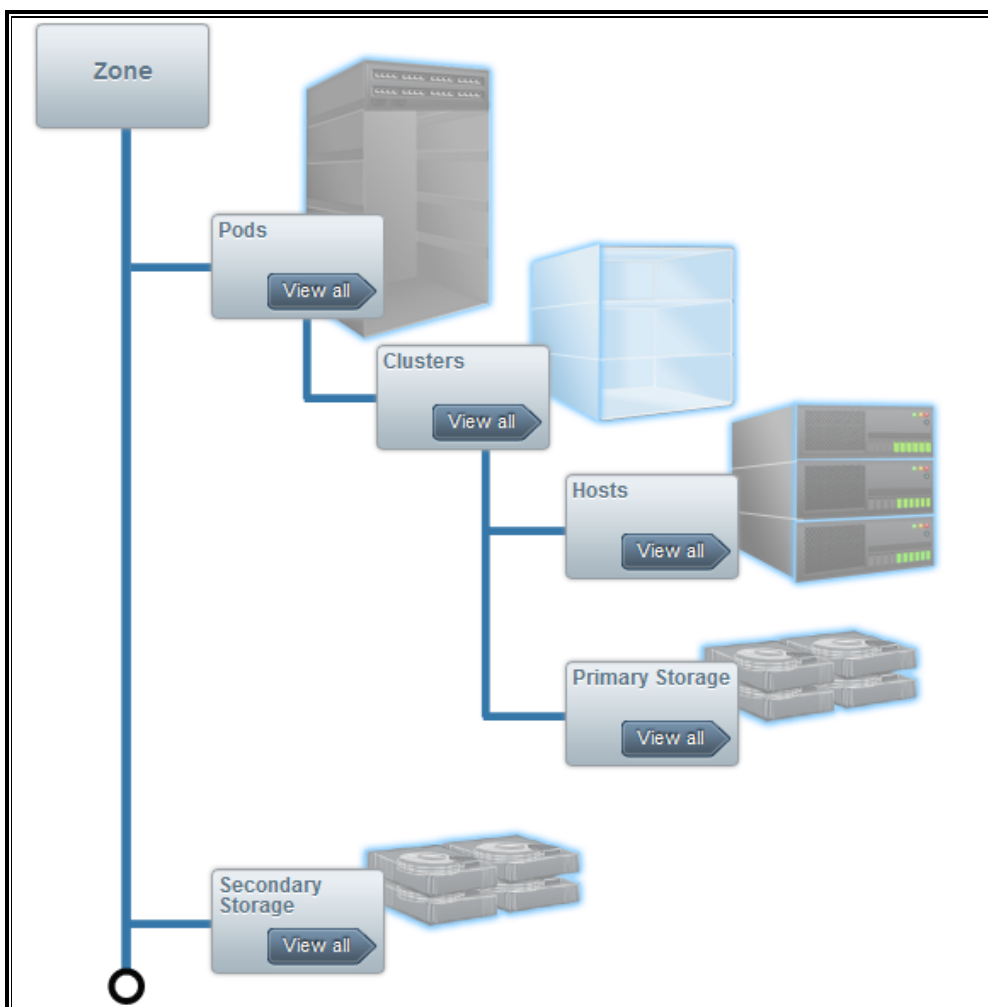 Zone
Pods
View all
Clusters
View all
Hosts
View all
Primary Storage
View all
Secondary
Storage
View all